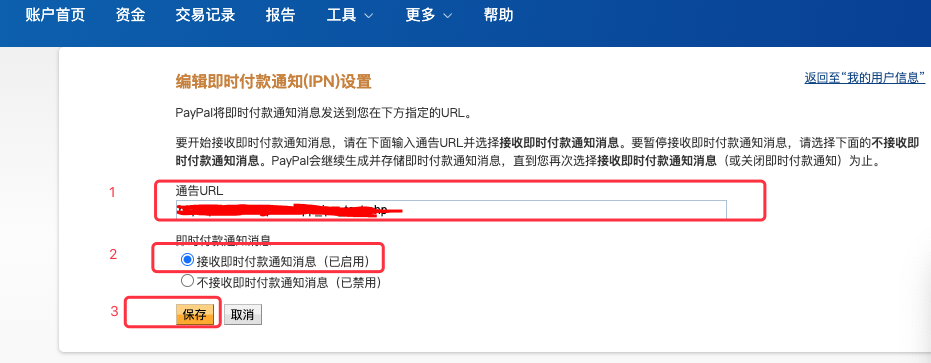 账户首页 资金 交易记录 报告 工具 更多 帮助
编辑即时付款通知(IPN)设置
返回至“我的用户信息”
PayPal将即时付款通知消息发送到您在下方指定的URL。
要开始接收即时付款通知消息，请在下面输入通告URL并选择接收即时付款通知消息。要暂停接收即时付款通知消息，请选择下面的不接收即
时付款通知消息。PayPal会继续生成并存储即时付款通知消息，直到您再次选择接收即时付款通知消息（或关闭即时付款通知）为止。
1
通告URL
即时付款通知消息
2
接收即时付款通知消息（已启用）
不接收即时付款通知消息（已禁用）
3
保存 取消